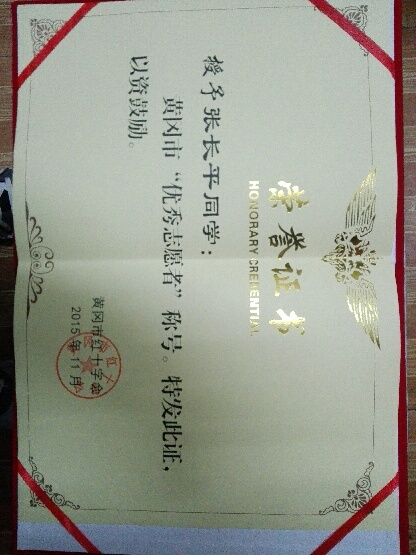 荣誉证书
HONORARY CREDENTIAL
授予张长平同学：
黄冈市“优秀志愿者”称号。特发此证，
以资鼓励。
黄冈市红十字会
2015年11月